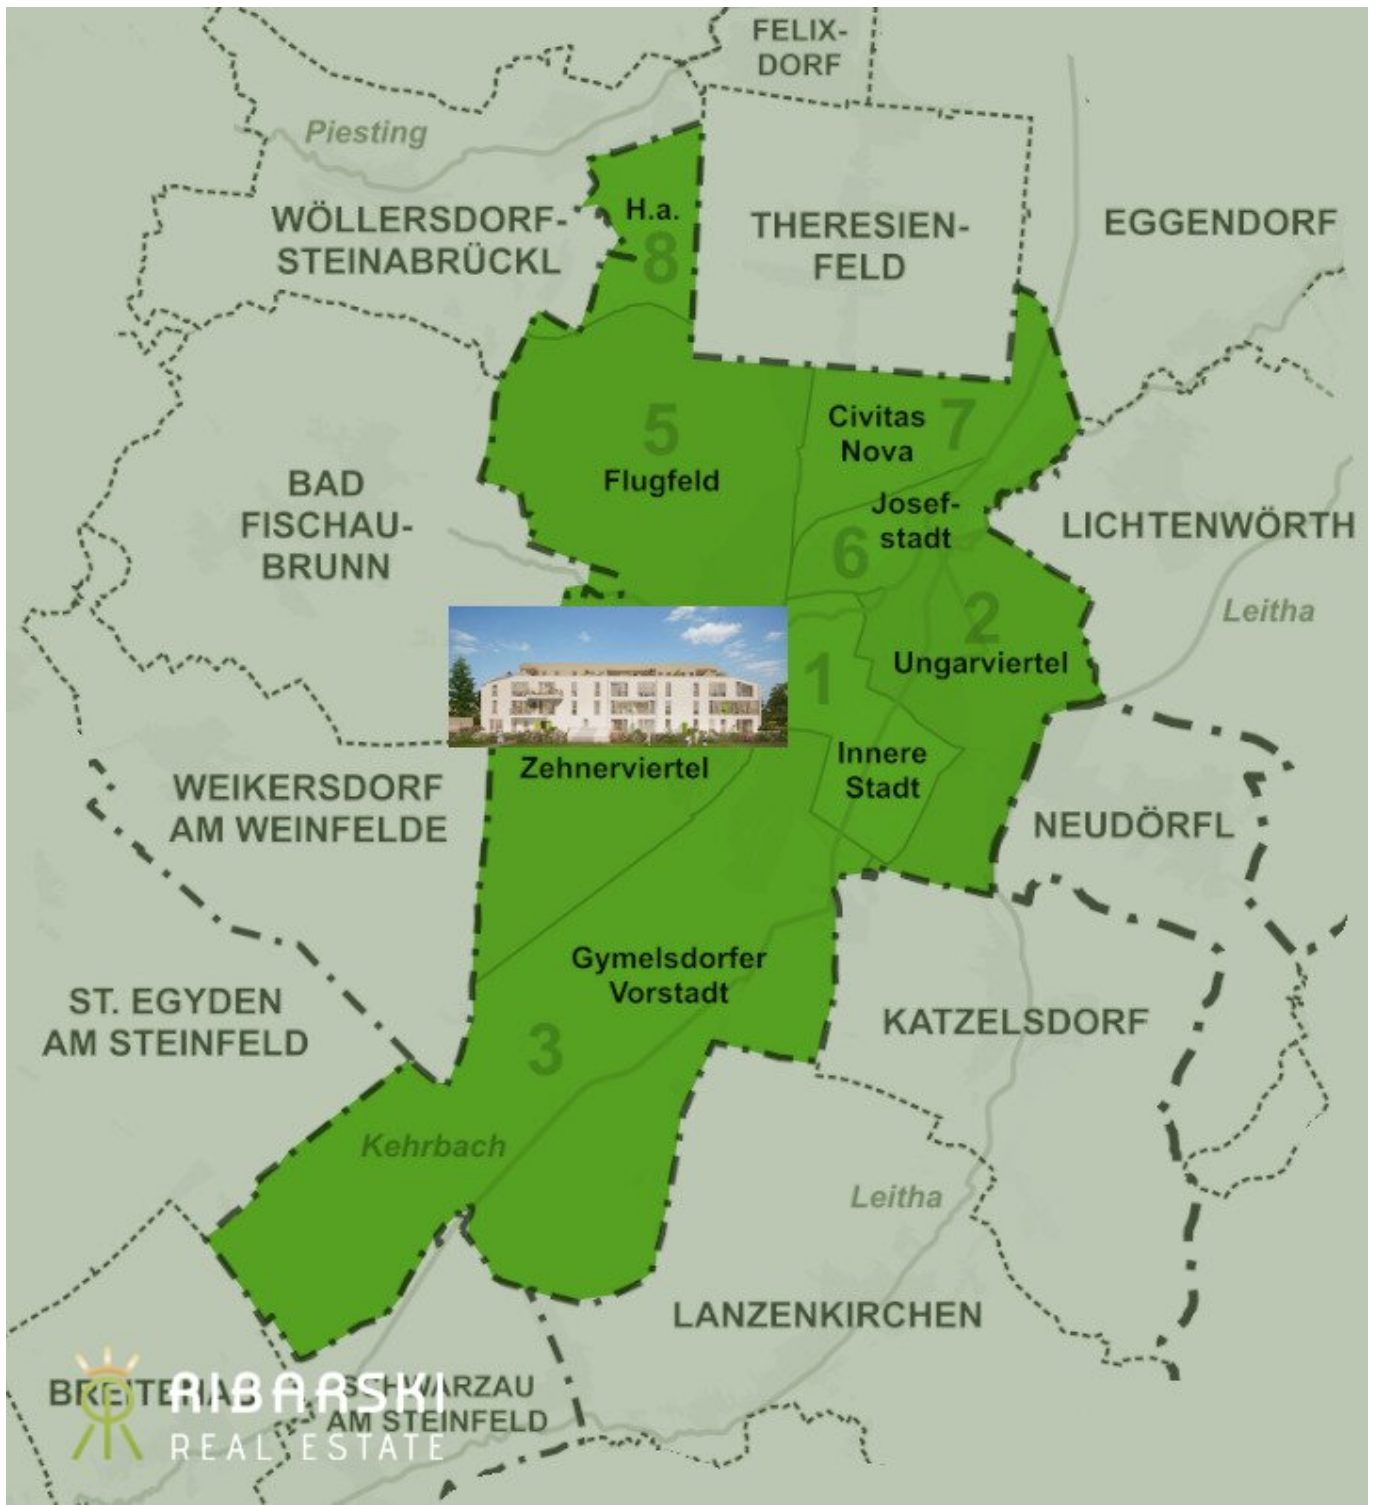 FELIX-
DORF
Piesting
H.a.
8
WÖLLERSDORF-
STEINABRÜCKL
THERESIEN-
FELD
EGGENDORF
5
Flugfeld
Civitas
Nova
7
BAD
FISCHAU-
BRUNN
Josef-
stadt
6
LICHTENWÖRTH
2
Ungarviertel
Leitha
1
Innere
Stadt
Zehnerviertel
WEIKERSDORF
AM WEINFELDE
NEUDÖRFL
Gymelsdorfer
Vorstadt
3
ST. EGYDEN
AM STEINFELD
KATZELSDORF
Kehrbach
Leitha
LANZENKIRCHEN
BREITENAU
SCHWARZAU
AM STEINFELD
RIBARSKI
REAL ESTATE